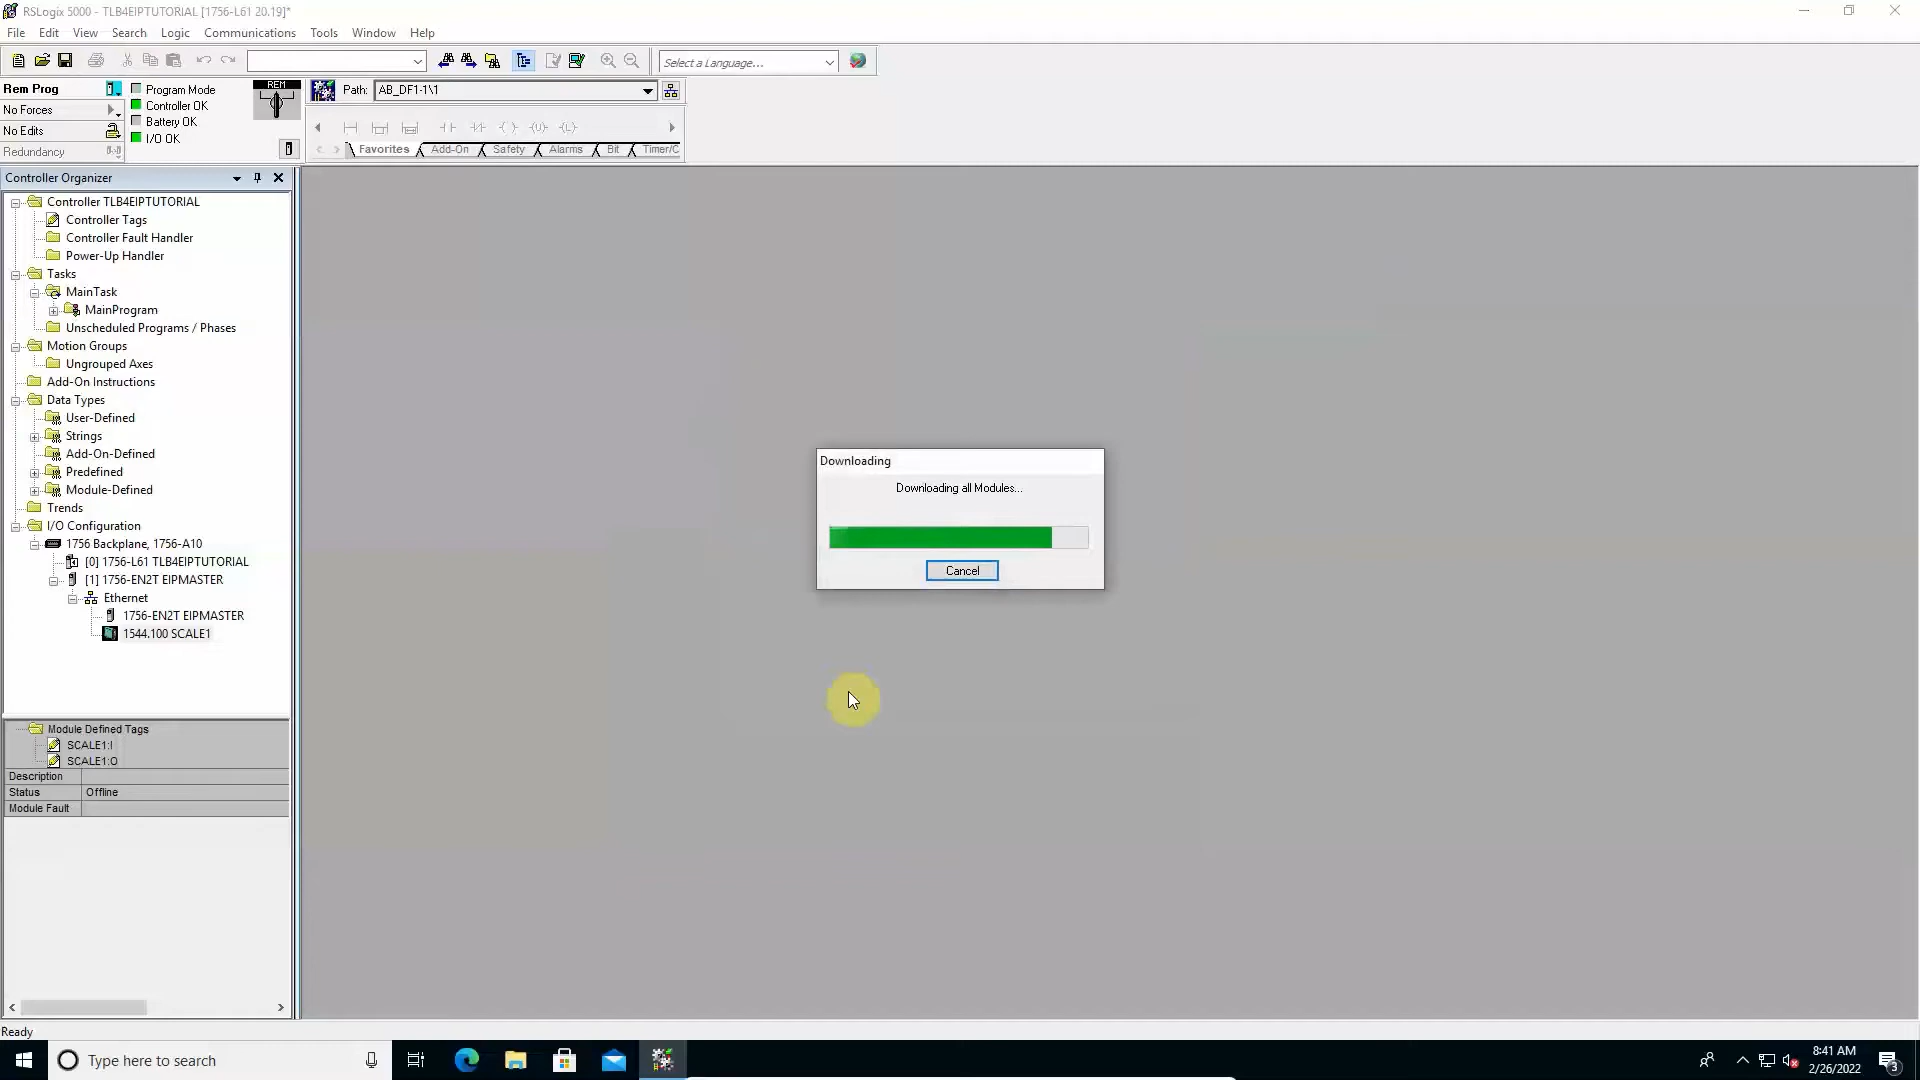 RSLogix 5000 - TLB4EIPTUTORIAL [1756-L61 20.19]*
File Edit View Search Logic Communications Tools Window Help
Select a Language...
Rem Prog
No Forces
No Edits
Redundancy
Program Mode
Controller OK
Battery OK
I/O OK
REM
Path: AB_DF1-1\1
Favorites Add-On Safety Alarms Bit Timer/C
Controller Organizer
Controller TLB4EIPTUTORIAL
Controller Tags
Controller Fault Handler
Power-Up Handler
Tasks
MainTask
MainProgram
Unscheduled Programs / Phases
Motion Groups
Ungrouped Axes
Add-On Instructions
Data Types
User-Defined
Strings
Add-On-Defined
Predefined
Module-Defined
Trends
I/O Configuration
1756 Backplane, 1756-A10
[0] 1756-L61 TLB4EIPTUTORIAL
[1] 1756-EN2T EIPMASTER
Ethernet
1756-EN2T EIPMASTER
1544.100 SCALE1
Module Defined Tags
SCALE1:I
SCALE1:O
Description
Status Offline
Module Fault
Downloading
Downloading all Modules...
Cancel
Ready
Type here to search
8:41 AM
2/26/2022
3